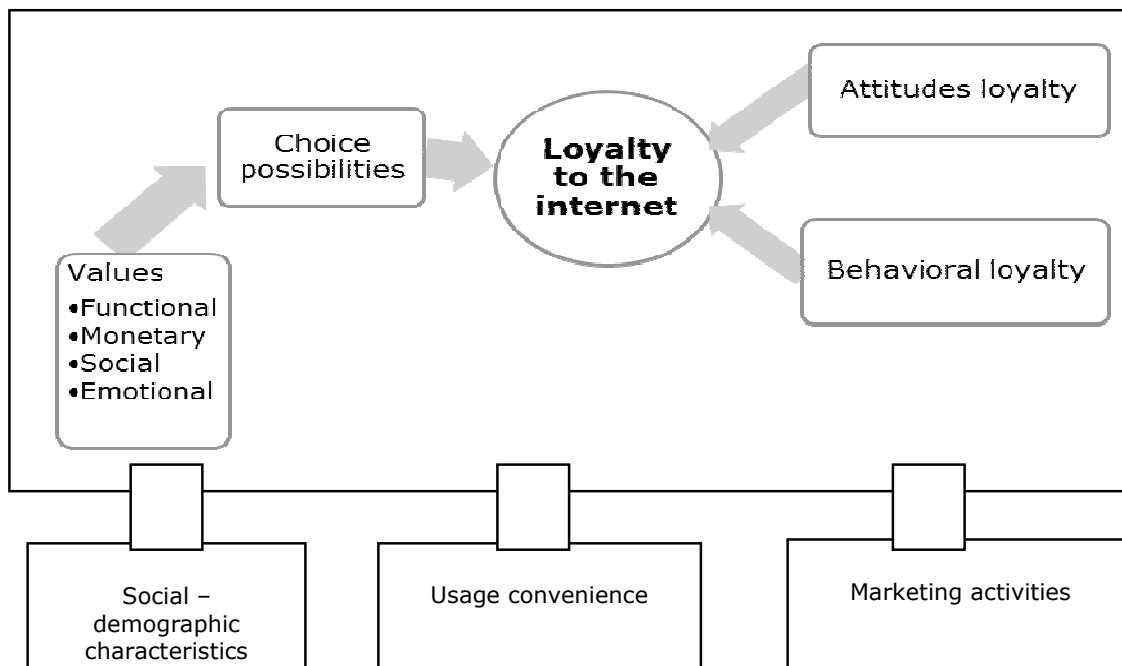 Attitudes loyalty
Choice
possibilities
Loyalty
to the
internet
Values
•Functional
•Monetary
•Social
•Emotional
Behavioral loyalty
Social –
demographic
characteristics
Usage convenience
Marketing activities